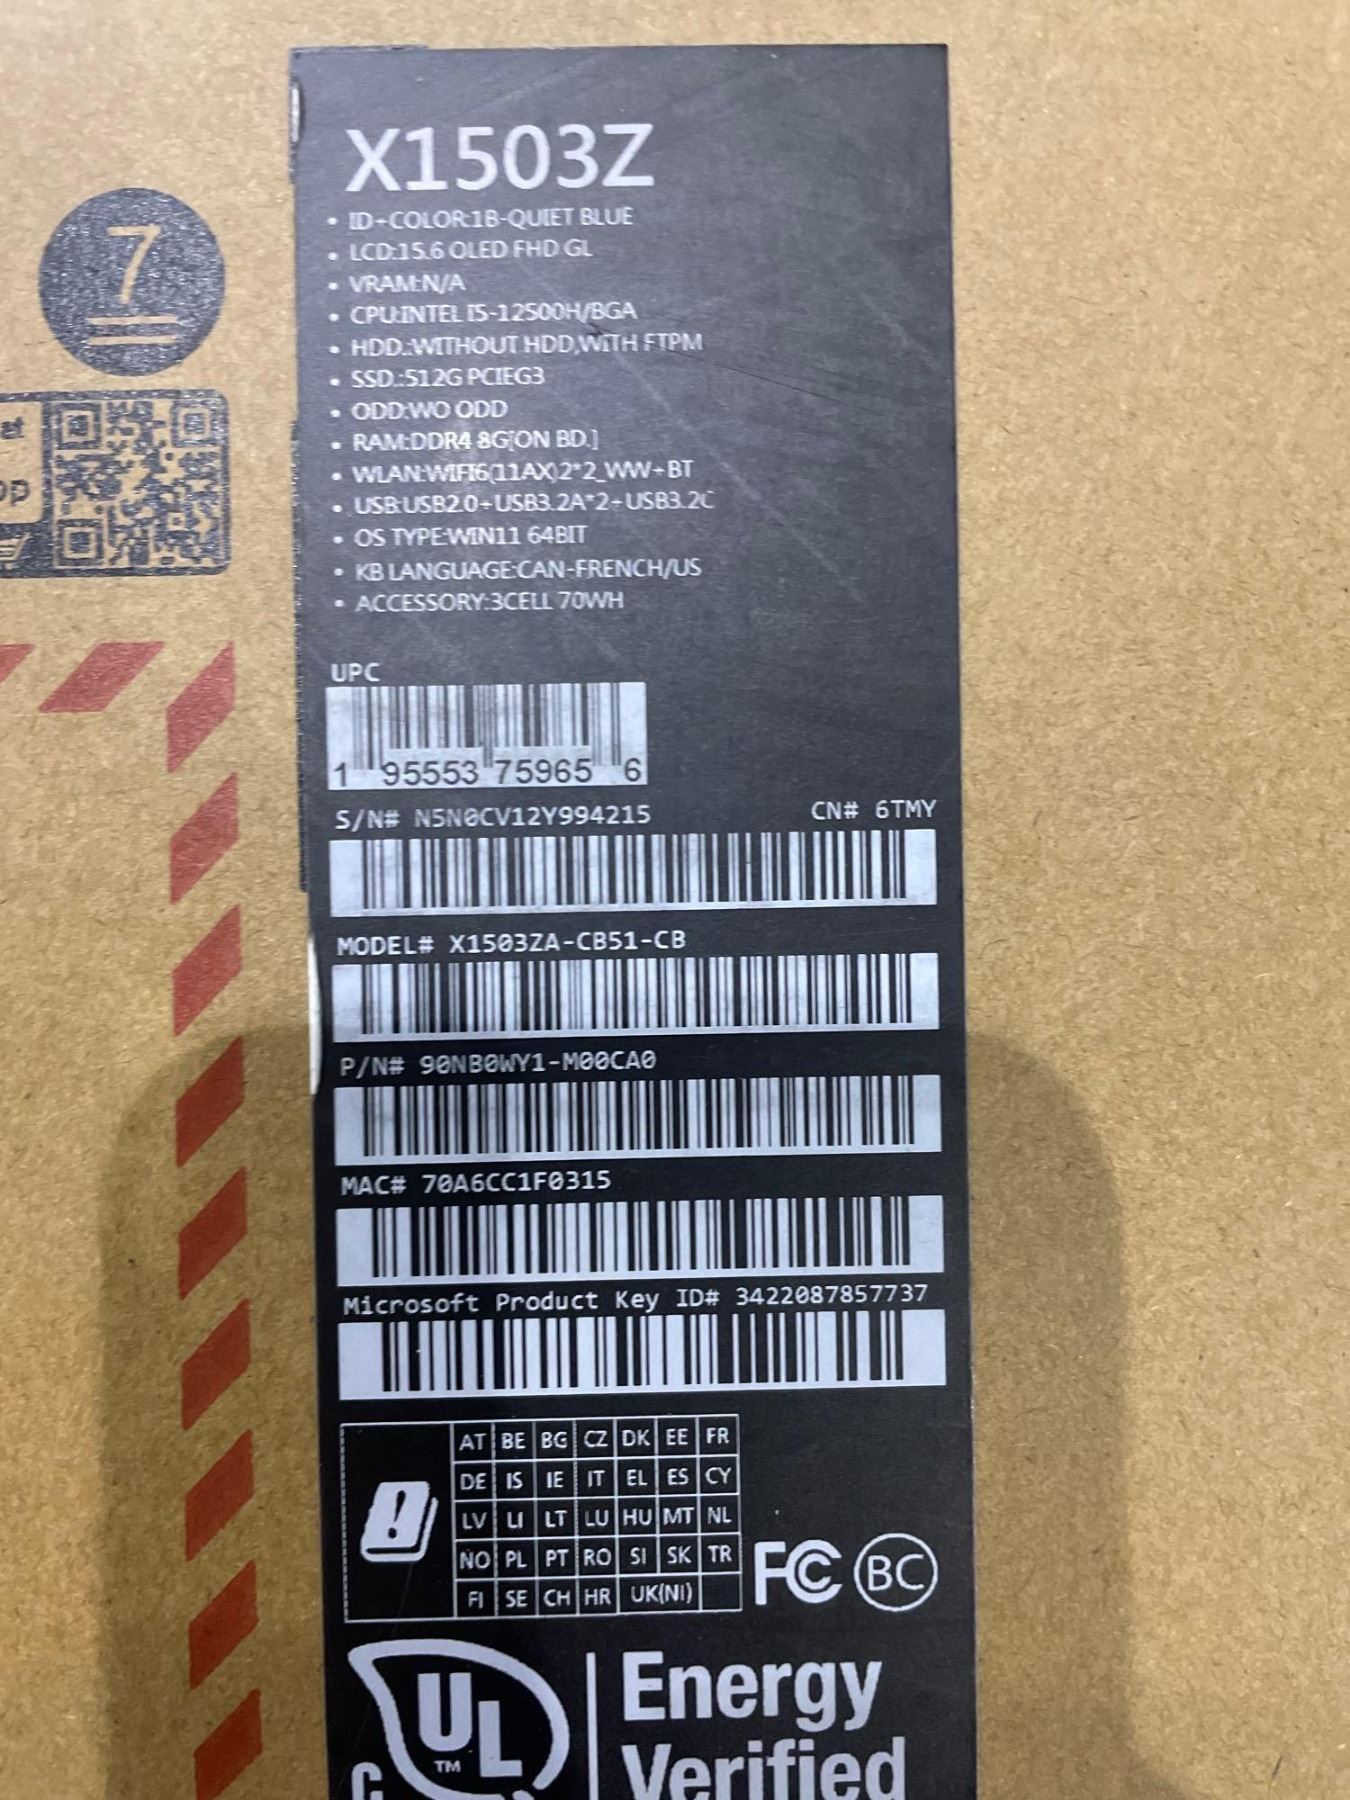 X1503Z
• ID+COLOR:1B-QUIET BLUE
• LCD:15.6 OLED FHD GL
• VRAM:N/A
• CPU:INTEL I5-12500H/BGA
• HDD.:WITHOUT HDD,WITH FTPM
• SSD.:512G PCIEG3
• ODD:WO ODD
• RAM:DDR4 8G[ON BD.]
• WLAN:WIFI6(11AX)2*2_WW+BT
• USB:USB2.0+USB3.2A*2+USB3.2C
• OS TYPE:WIN11 64BIT
• KB LANGUAGE:CAN-FRENCH/US
• ACCESSORY:3CELL 70WH
7
et
UPC
1 95553 75965 6
S/N# N5N0CV12Y994215 CN# 6TMY
MODEL# X1503ZA-CB51-CB
P/N# 90NB0WY1-M00CA0
MAC# 70A6CC1F0315
Microsoft Product Key ID# 3422087857737
AT BE BG CZ DK EE FR
DE IS IE IT EL ES CY
LV LI LT LU HU MT NL
NO PL PT RO SI SK TR
FI SE CH HR UK(NI)
FC BC
UL™
C
Energy
Verified